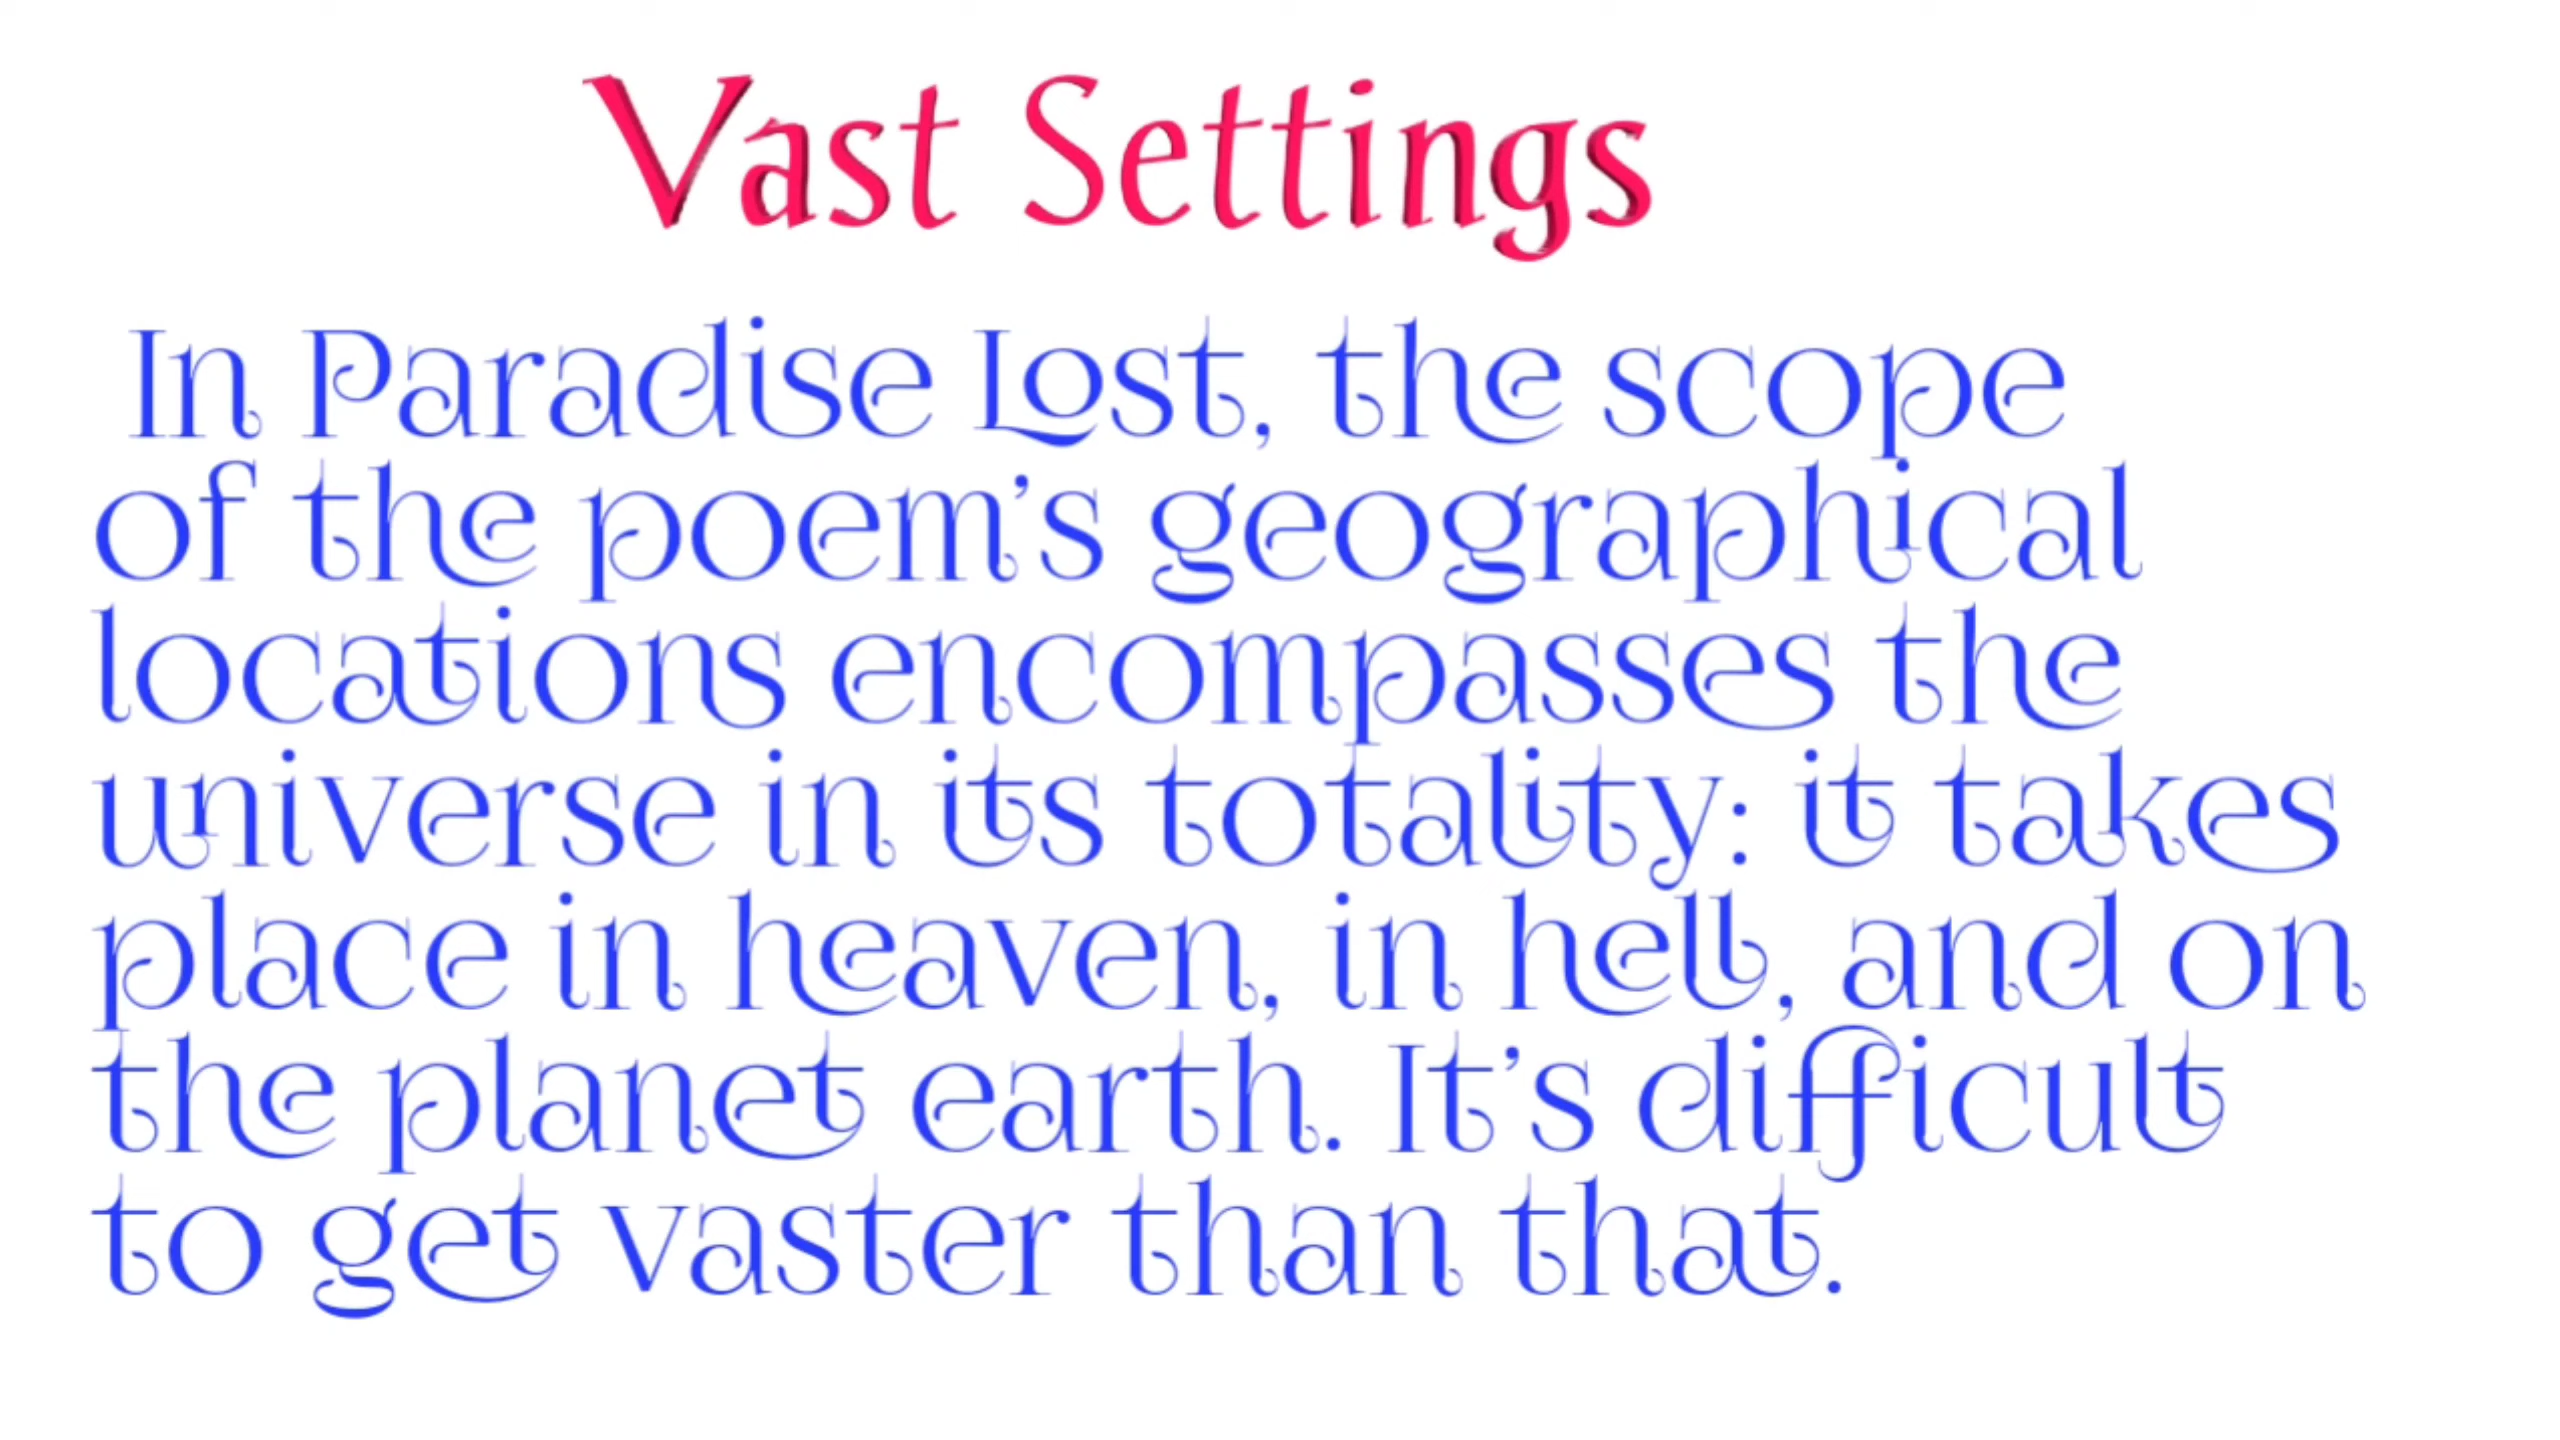 Vast Settings
In Paradise Lost, the scope
of the poem’s geographical
locations encompasses the
universe in its totality: it takes
place in heaven, in hell, and on
the planet earth. It’s difficult
to get vaster than that.